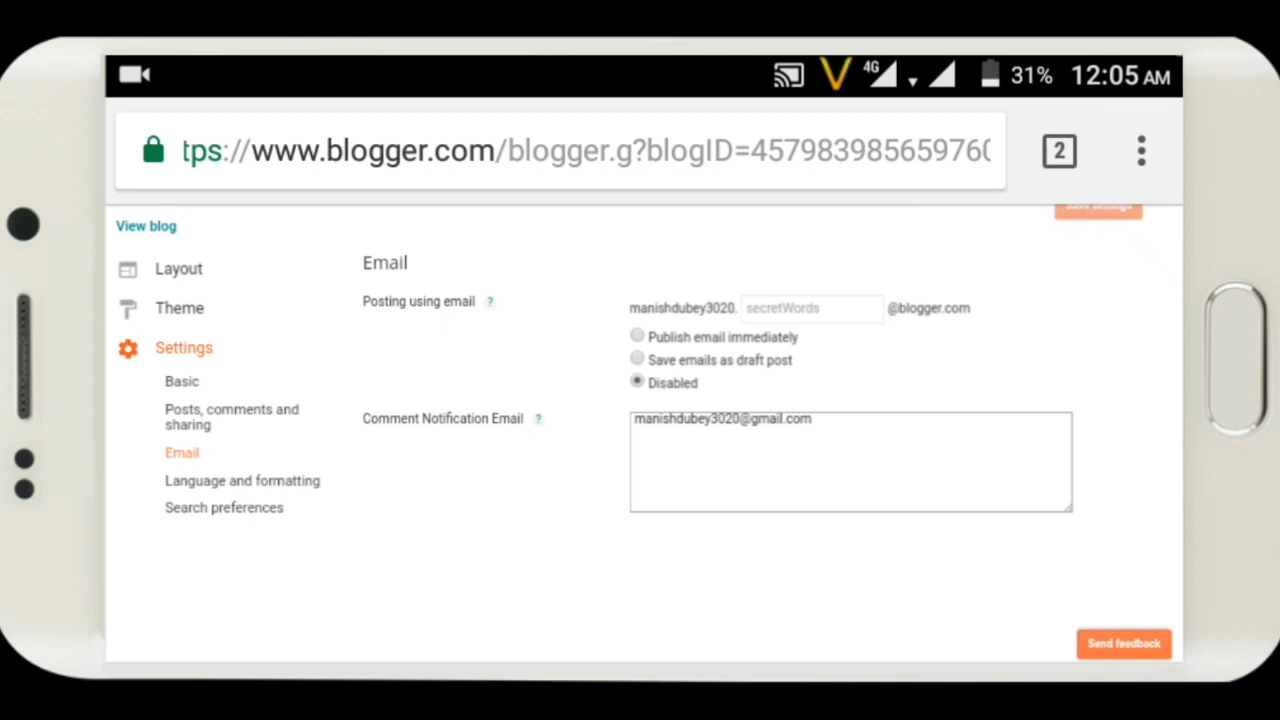 4G 31% 12:05 AM
tps://www.blogger.com/blogger.g?blogID=457983985659760
2
Save settings
View blog
Layout
Theme
Settings
Basic
Posts, comments and
sharing
Email
Language and formatting
Search preferences
Email
Posting using email ?
manishdubey3020. secretWords @blogger.com
Publish email immediately
Save emails as draft post
Disabled
Comment Notification Email ?
manishdubey3020@gmail.com
Send feedback